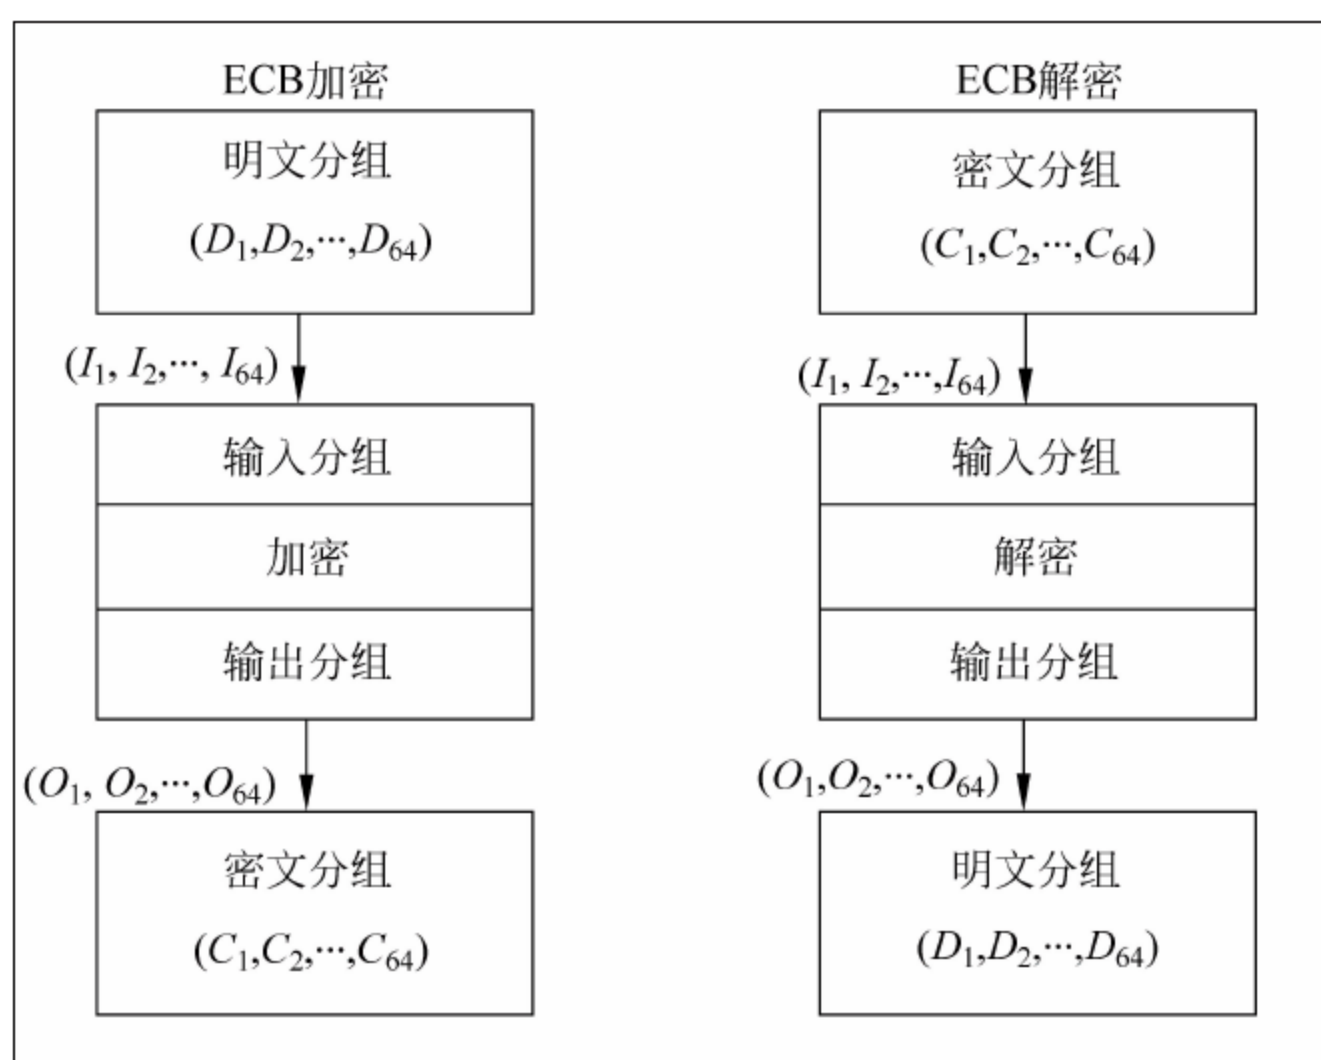 ECB加密
明文分组
(D₁,D₂,···,D₆₄)
(I₁, I₂,···, I₆₄)
输入分组
加密
输出分组
(O₁, O₂,···,O₆₄)
密文分组
(C₁,C₂,···,C₆₄)
ECB解密
密文分组
(C₁,C₂,···,C₆₄)
(I₁, I₂,···,I₆₄)
输入分组
解密
输出分组
(O₁,O₂,···,O₆₄)
明文分组
(D₁,D₂,···,D₆₄)